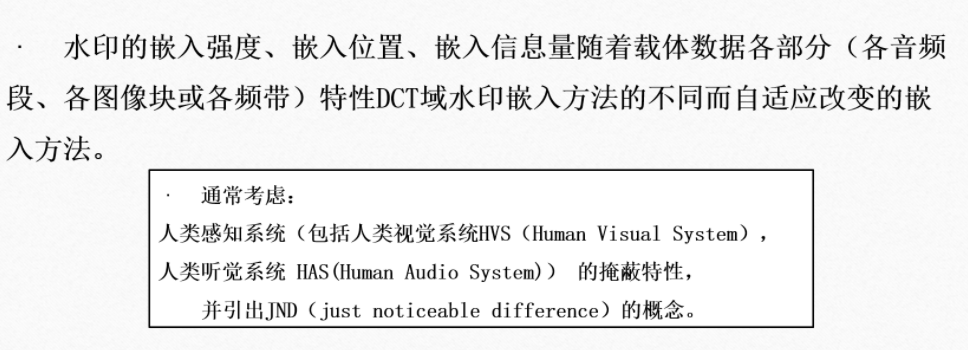 · 水印的嵌入强度、嵌入位置、嵌入信息量随着载体数据各部分（各音频
段、各图像块或各频带）特性DCT域水印嵌入方法的不同而自适应改变的嵌
入方法。
· 通常考虑：
人类感知系统（包括人类视觉系统HVS（Human Visual System），
人类听觉系统 HAS(Human Audio System)） 的掩蔽特性，
并引出JND（just noticeable difference）的概念。